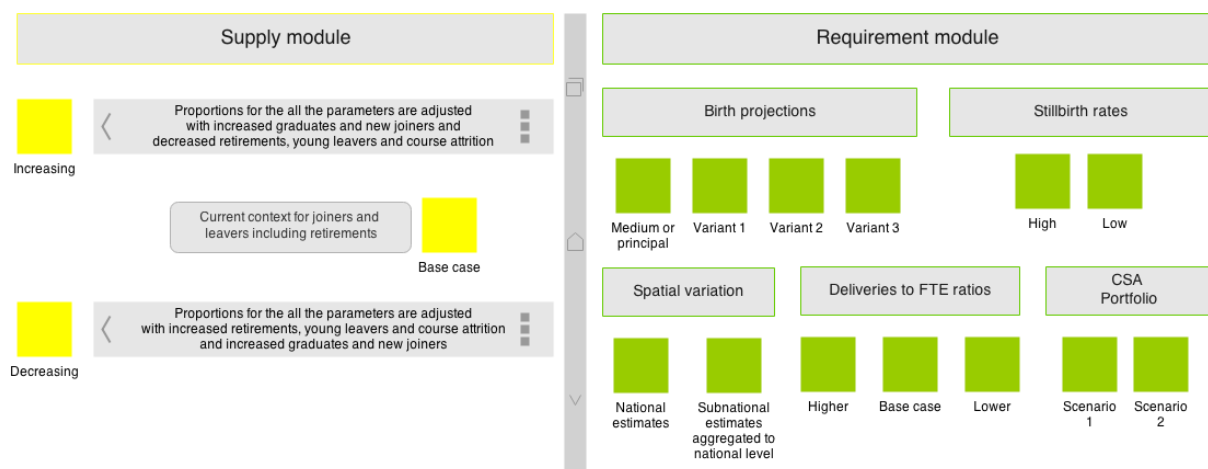 Supply module
Proportions for the all the parameters are adjusted
with increased graduates and new joiners and
decreased retirements, young leavers and course attrition
Increasing
Current context for joiners and
leavers including retirements
Base case
Proportions for the all the parameters are adjusted
with increased retirements, young leavers and course attrition
and increased graduates and new joiners
Decreasing
Requirement module
Birth projections
Stillbirth rates
Medium or
principal
Variant 1
Variant 2
Variant 3
High
Low
Spatial variation
Deliveries to FTE ratios
CSA
Portfolio
National
estimates
Subnational
estimates
aggregated to
national level
Higher
Base case
Lower
Scenario
1
Scenario
2